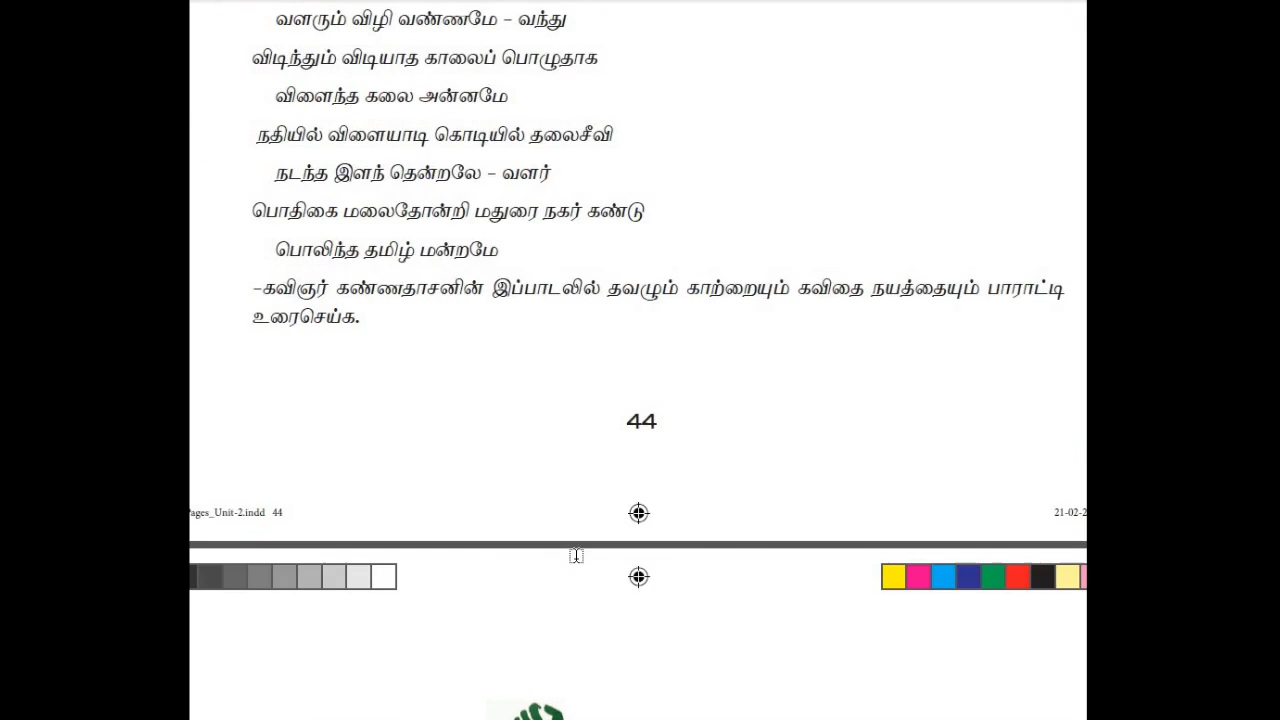 வளரும் விழி வண்ணமே – வந்து
விடிந்தும் விடியாத காலைப் பொழுதாக
விளைந்த கலை அன்னமே
நதியில் விளையாடி கொடியில் தலைசீவி
நடந்த இளந் தென்றலே – வளர்
பொதிகை மலைதோன்றி மதுரை நகர் கண்டு
பொலிந்த தமிழ் மன்றமே
–கவிஞர் கண்ணதாசனின் இப்பாடலில் தவழும் காற்றையும் கவிதை நயத்தையும் பாராட்டி
உரைசெய்க.
44
ages_Unit-2.indd 44
21-02-2